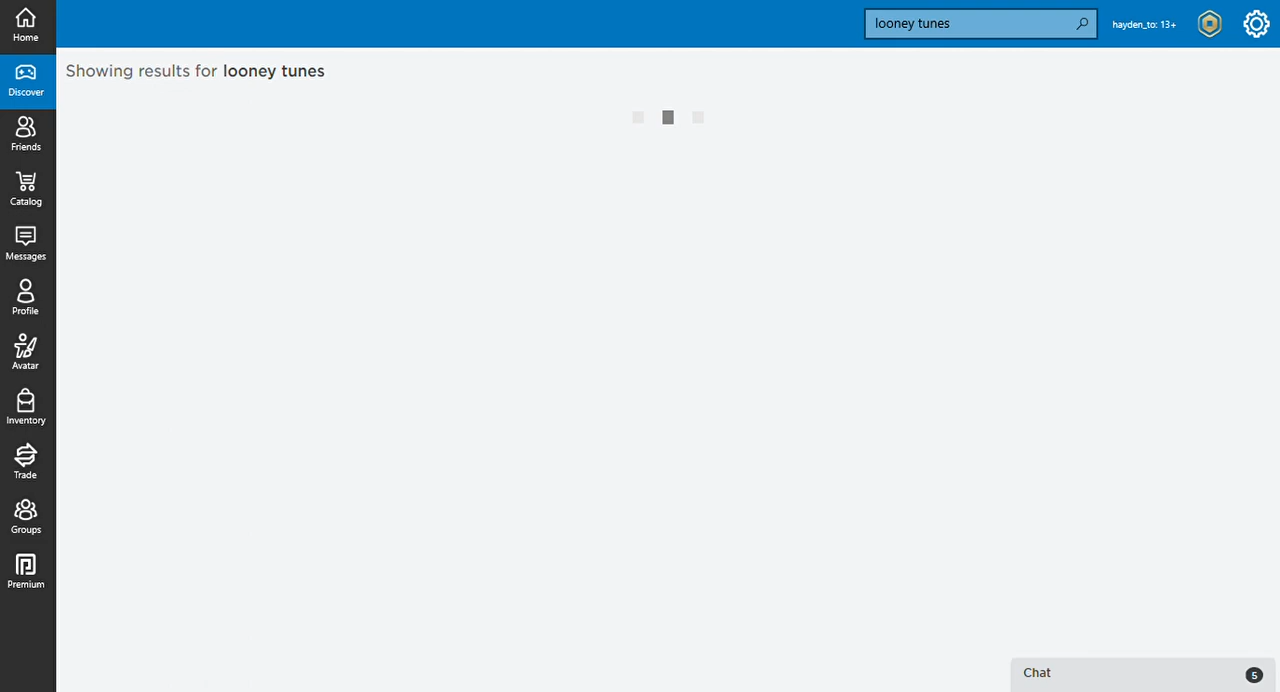 looney tunes
hayden_to: 13+
Home
Discover
Friends
Catalog
Messages
Profile
Avatar
Inventory
Trade
Groups
Premium
Showing results for looney tunes
Chat
5